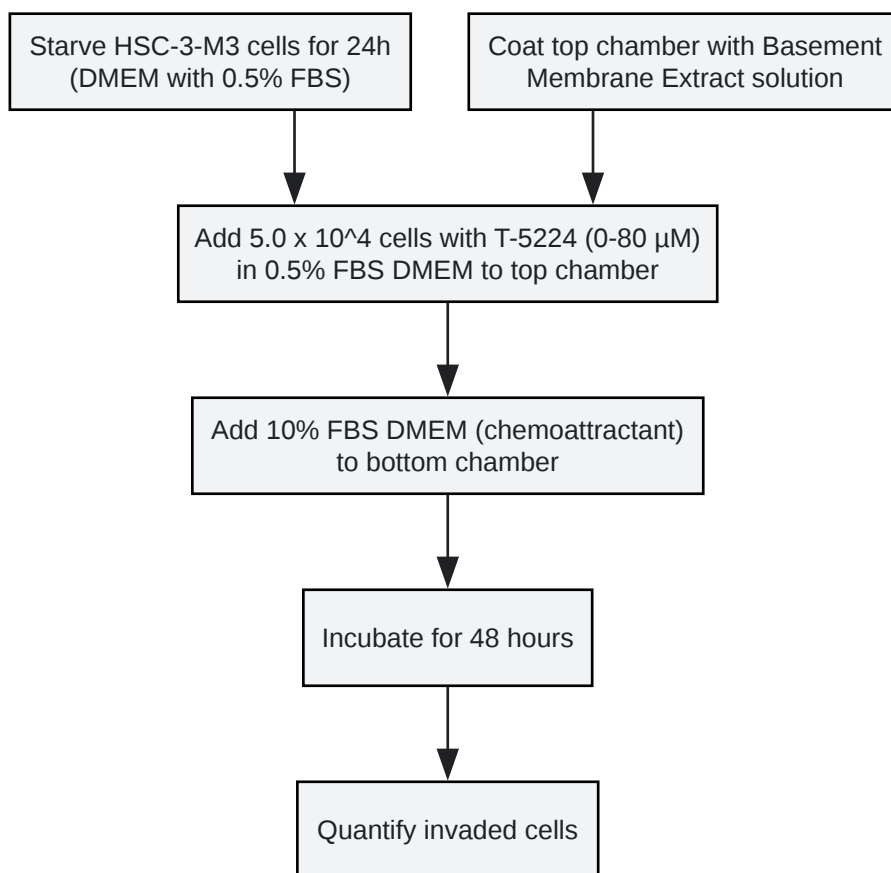 Starve HSC-3-M3 cells for 24h
(DMEM with 0.5% FBS)
Coat top chamber with Basement
Membrane Extract solution
Add 5.0 x 10^4 cells with T-5224 (0-80 µM)
in 0.5% FBS DMEM to top chamber
Add 10% FBS DMEM (chemoattractant)
to bottom chamber
Incubate for 48 hours
Quantify invaded cells